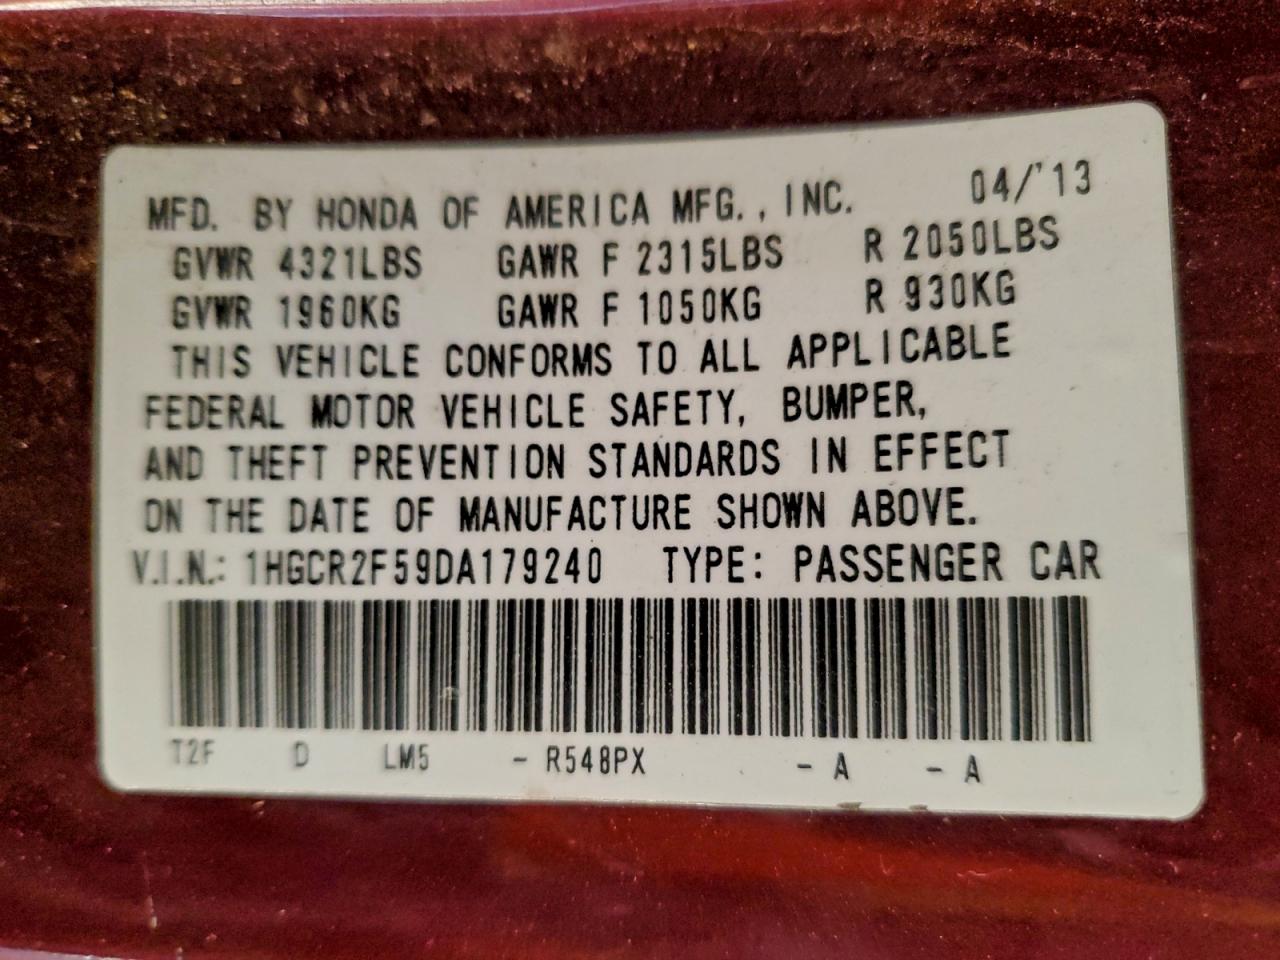 MFD. BY HONDA OF AMERICA MFG., INC. 04/'13
GVWR 4321LBS GAWR F 2315LBS R 2050LBS
GVWR 1960KG GAWR F 1050KG R 930KG
THIS VEHICLE CONFORMS TO ALL APPLICABLE
FEDERAL MOTOR VEHICLE SAFETY, BUMPER,
AND THEFT PREVENTION STANDARDS IN EFFECT
ON THE DATE OF MANUFACTURE SHOWN ABOVE.
V.I.N.: 1HGCR2F59DA179240 TYPE: PASSENGER CAR
T2F D LM5 - R548PX - A - A